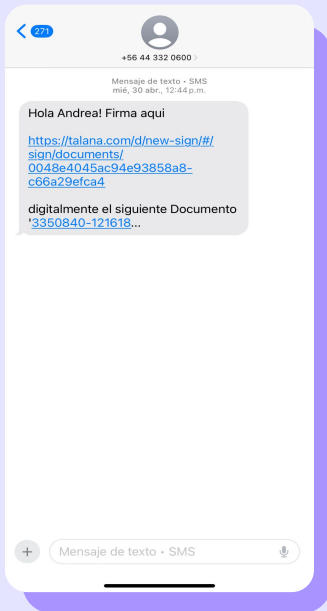 271
+56 44 332 0600
Mensaje de texto • SMS
mié, 30 abr., 12:44 p.m.
Hola Andrea! Firma aqui
https://talana.com/d/new-sign/#/
sign/documents/
0048e4045ac94e93858a8-
c66a29efca4
digitalmente el siguiente Documento
'3350840-121618...
Mensaje de texto • SMS